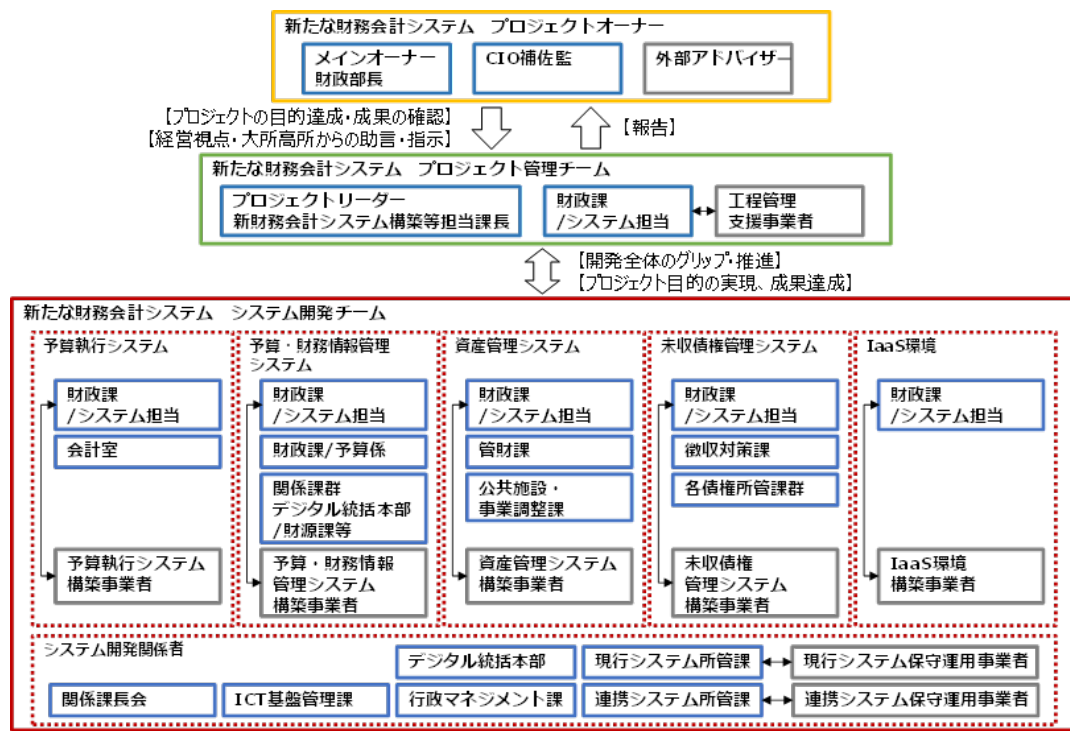 新たな財務会計システム　プロジェクトオーナー
メインオーナー
財政部長
CIO補佐監
外部アドバイザー
【プロジェクトの目的達成・成果の確認】
【経営視点・大所高所からの助言・指示】
【報告】
新たな財務会計システム　プロジェクト管理チーム
プロジェクトリーダー
新財務会計システム構築等担当課長
財政課
/システム担当
工程管理
支援事業者
【開発全体のグリップ・推進】
【プロジェクト目的の実現、成果達成】
新たな財務会計システム　システム開発チーム
予算執行システム
財政課
/システム担当
会計室
予算執行システム
構築事業者
予算・財務情報管理
システム
財政課
/システム担当
財政課/予算係
関係課群
デジタル統括本部
/財源課等
予算・財務情報
管理システム
構築事業者
資産管理システム
財政課
/システム担当
管財課
公共施設・
事業調整課
資産管理システム
構築事業者
未収債権管理システム
財政課
/システム担当
徴収対策課
各債権所管課群
未収債権
管理システム
構築事業者
IaaS環境
財政課
/システム担当
IaaS環境
構築事業者
システム開発関係者
デジタル統括本部
現行システム所管課
現行システム保守運用事業者
関係課長会
ICT基盤管理課
行政マネジメント課
連携システム所管課
連携システム保守運用事業者